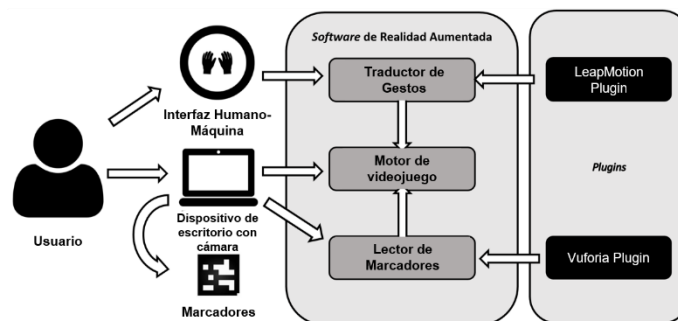 Software de Realidad Aumentada
Traductor de
Gestos
LeapMotion
Plugin
Interfaz Humano-
Máquina
Motor de
videojuego
Plugins
Usuario
Dispositivo de
escritorio con
cámara
Lector de
Marcadores
Vuforia Plugin
Marcadores